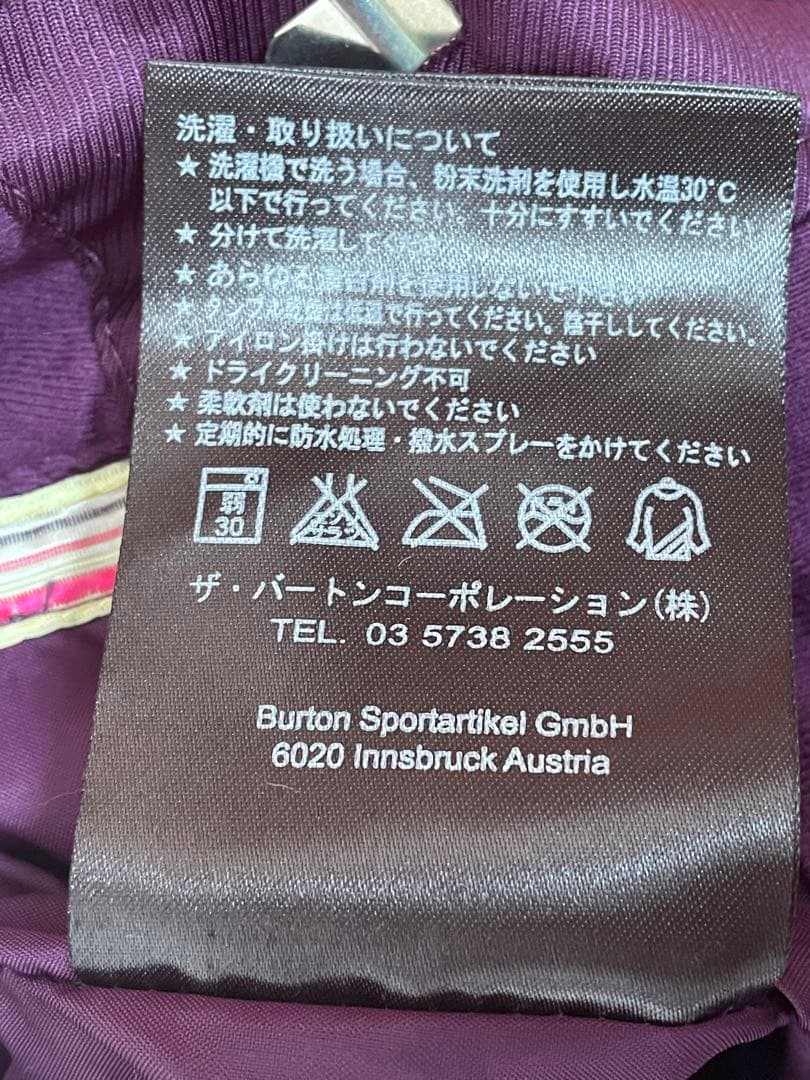 洗濯・取り扱いについて
★ 洗濯機で洗う場合、粉末洗剤を使用し水温30°C
以下で行ってください。十分にすすいでください
★ 分けて洗濯してください
★ あらゆる漂白剤を使用しないで下さい
★ タンブル乾燥は低温で行ってください。陰干ししてください。
★ アイロン掛けは行わないでください
★ ドライクリーニング不可
★ 柔軟剤は使わないでください
★ 定期的に防水処理・撥水スプレーをかけてください
弱
30
エンソ
サラシ
ドライ
ザ・バートンコーポレーション(株)
TEL. 03 5738 2555
Burton Sportartikel GmbH
6020 Innsbruck Austria